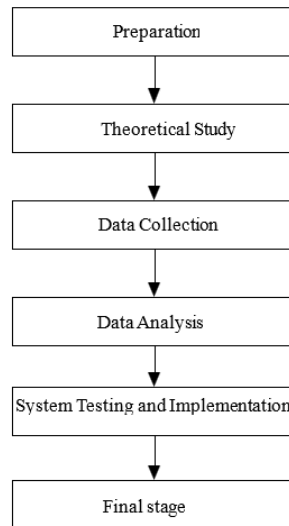 Preparation
Theoretical Study
Data Collection
Data Analysis
System Testing and Implementation
Final stage